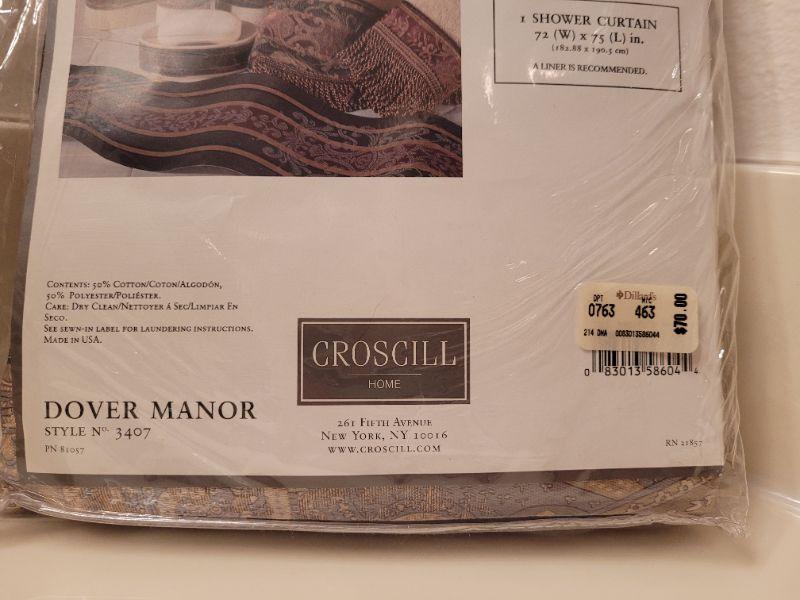 1 SHOWER CURTAIN
72 (W) x 75 (L) in.
(182.88 x 190.5 cm)
A LINER IS RECOMMENDED.
CONTENTS: 50% COTTON/COTON/ALGODÓN,
50% POLYESTER/POLIÉSTER.
CARE: DRY CLEAN/NETTOYER Á SEC/LIMPIAR EN
SECO.
SEE SEWN-IN LABEL FOR LAUNDERING INSTRUCTIONS.
MADE IN USA.
DOVER MANOR
STYLE No. 3407
PN 81057
CROSCILL
HOME
261 FIFTH AVENUE
NEW YORK, NY 10016
WWW.CROSCILL.COM
Dillard's
DPT MIC
0763 463
214 DMA 0083013586044
$70.00
0 83013 58604 4
RN 21857